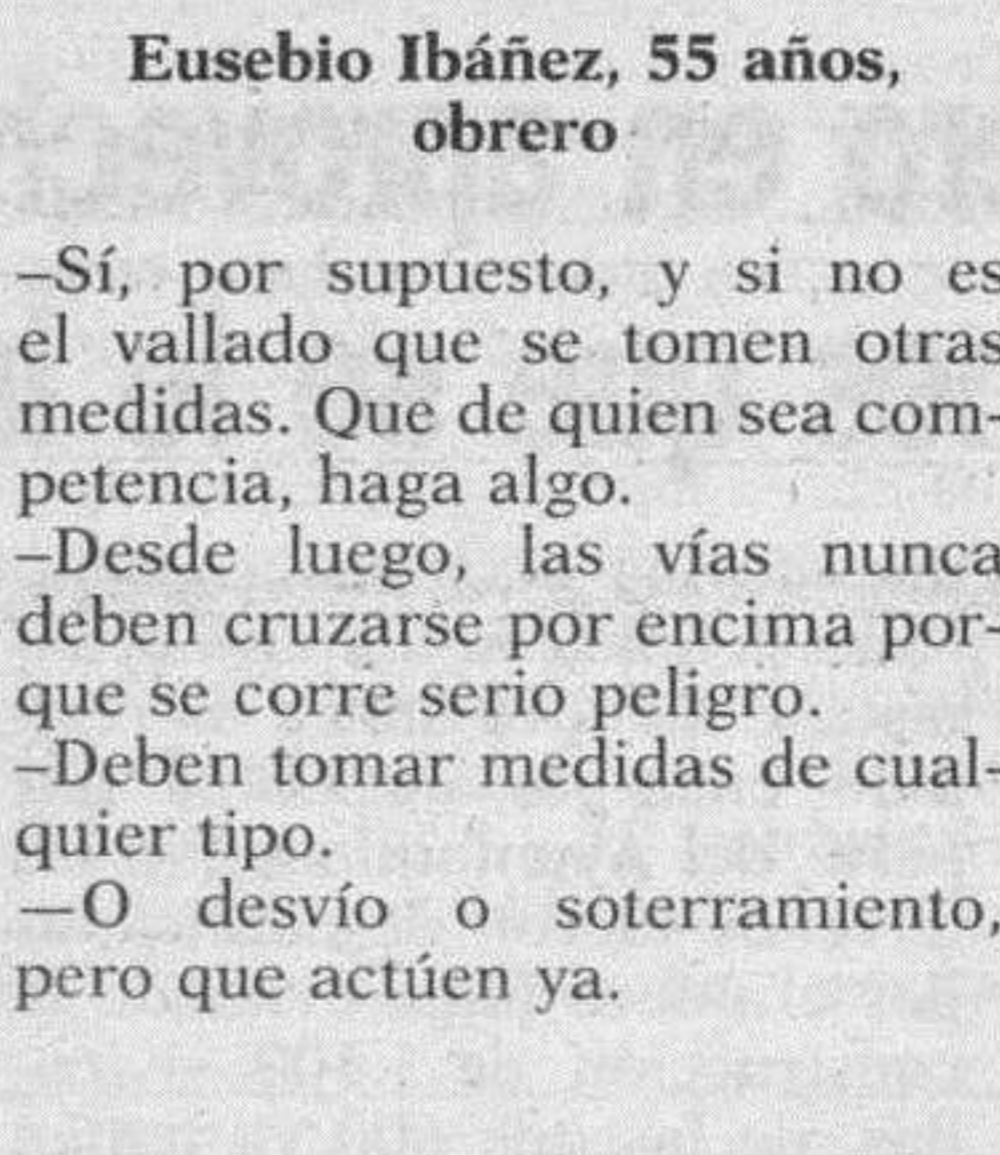 Eusebio Ibáñez, 55 años,
obrero
–Sí, por supuesto, y si no es
el vallado que se tomen otras
medidas. Que de quien sea com-
petencia, haga algo.
–Desde luego, las vías nunca
deben cruzarse por encima por-
que se corre serio peligro.
–Deben tomar medidas de cual-
quier tipo.
—O desvío o soterramiento,
pero que actúen ya.